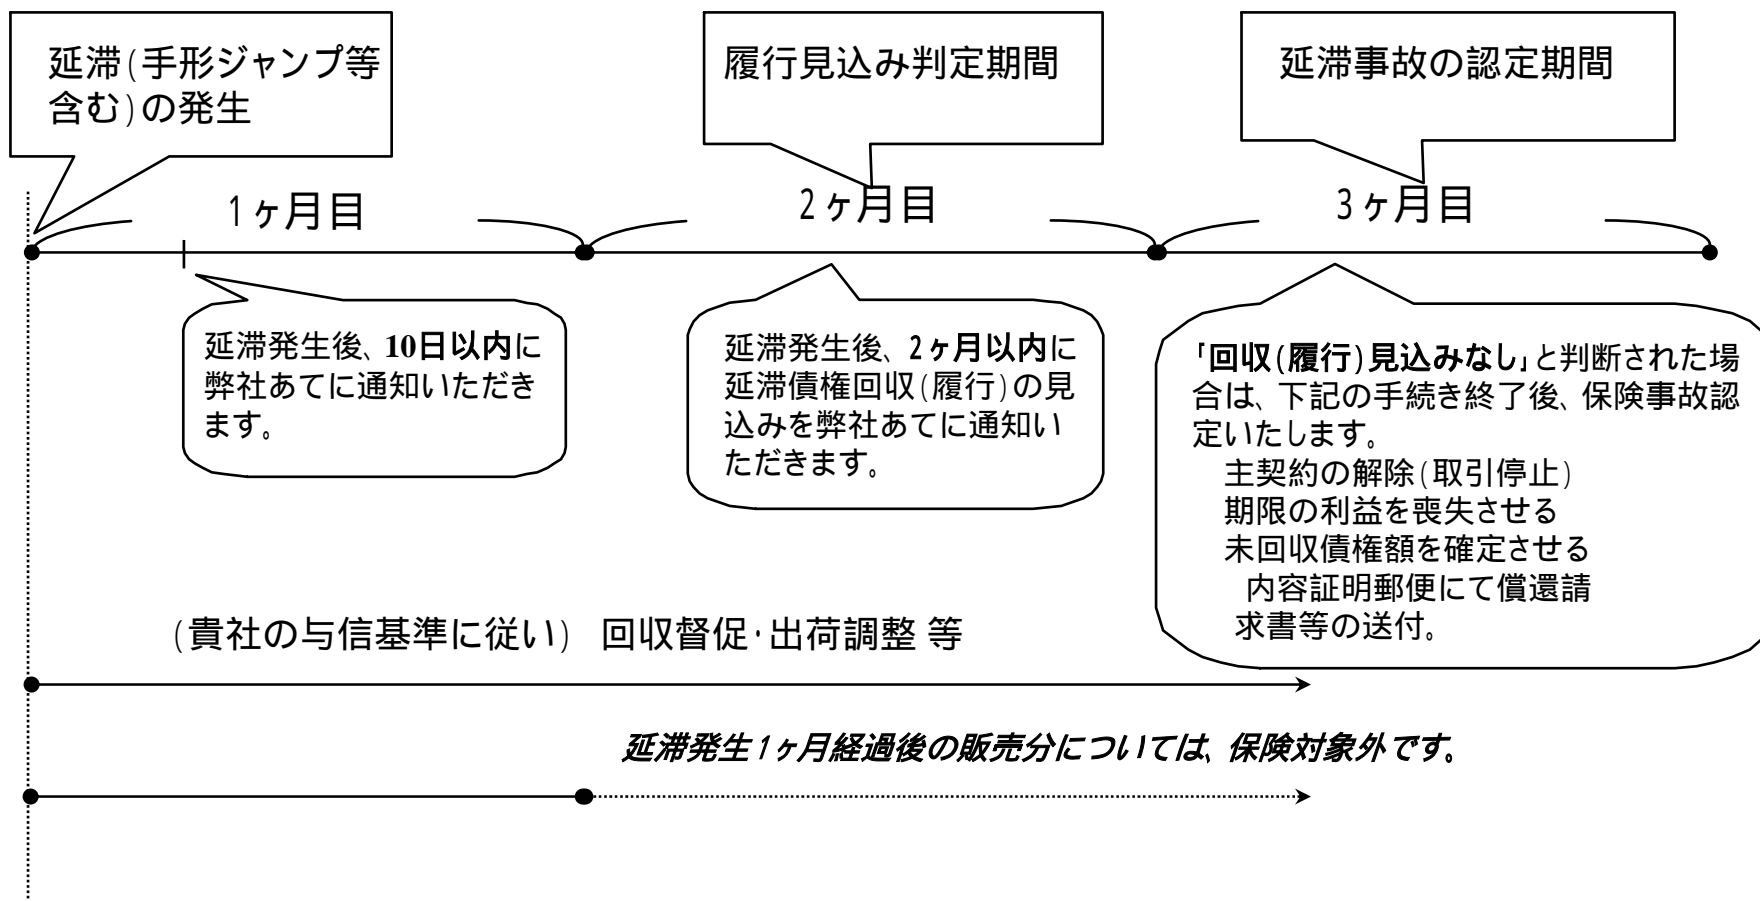 延滞(手形ジャンプ等
含む)の発生
履行見込み判定期間
延滞事故の認定期間
1ヶ月目
2ヶ月目
3ヶ月目
延滞発生後、10日以内に
弊社あてに通知いただき
ます。
延滞発生後、2ヶ月以内に
延滞債権回収(履行)の見
込みを弊社あてに通知い
ただきます。
「回収(履行)見込みなし」と判断された場
合は、下記の手続き終了後、保険事故認
定いたします。
主契約の解除(取引停止)
期限の利益を喪失させる
未回収債権額を確定させる
内容証明郵便にて償還請
求書等の送付。
(貴社の与信基準に従い) 回収督促・出荷調整 等
延滞発生1ヶ月経過後の販売分については、保険対象外です。